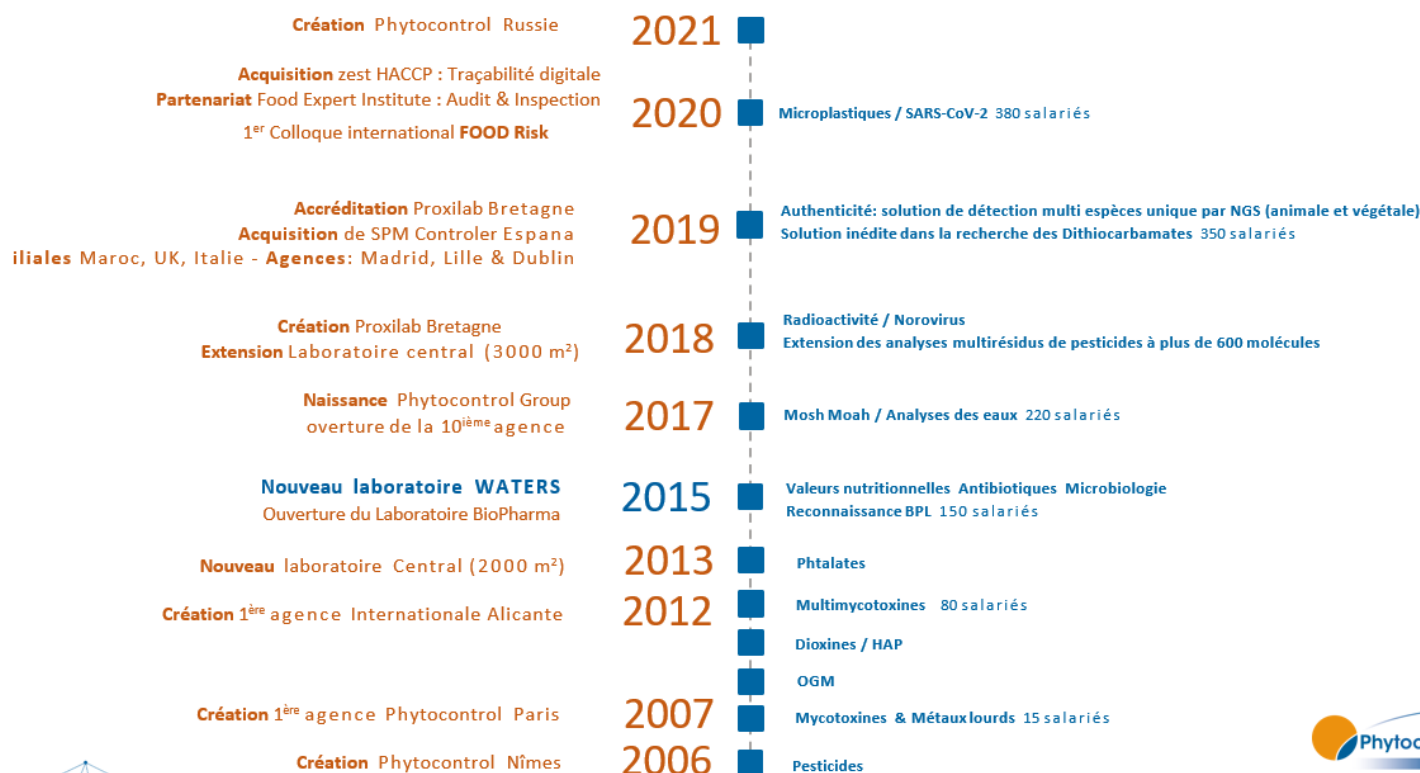 Création Phytocontrol Russie
2021
Acquisition zest HACCP : Traçabilité digitale
Partenariat Food Expert Institute : Audit & Inspection
1er Colloque international FOOD Risk
2020
Microplastiques / SARS-CoV-2 380 salariés
Accréditation Proxilab Bretagne
Acquisition de SPM Controler Espana
iliales Maroc, UK, Italie - Agences: Madrid, Lille & Dublin
2019
Authenticité: solution de détection multi espèces unique par NGS (animale et végétale)
Solution inédite dans la recherche des Dithiocarbamates 350 salariés
Création Proxilab Bretagne
Extension Laboratoire central (3000 m²)
2018
Radioactivité / Norovirus
Extension des analyses multirésidus de pesticides à plus de 600 molécules
Naissance Phytocontrol Group
overture de la 10ième agence
2017
Mosh Moah / Analyses des eaux 220 salariés
Nouveau laboratoire WATERS
Ouverture du Laboratoire BioPharma
2015
Valeurs nutritionnelles Antibiotiques Microbiologie
Reconnaissance BPL 150 salariés
Nouveau laboratoire Central (2000 m²)
2013
Phtalates
Création 1ère agence Internationale Alicante
2012
Multimycotoxines 80 salariés
Dioxines / HAP
OGM
Création 1ère agence Phytocontrol Paris
2007
Mycotoxines & Métaux lourds 15 salariés
Création Phytocontrol Nîmes
2006
Pesticides
Phytoc